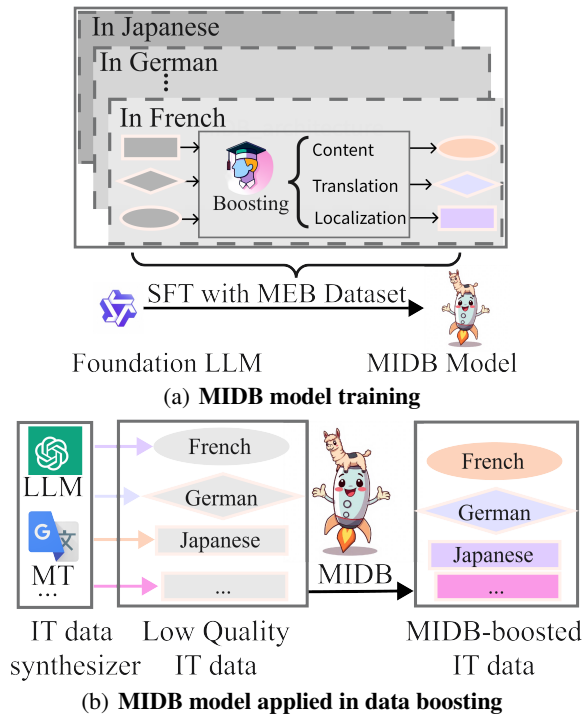 In Japanese
In German
⋮
In French
Boosting
Content
Translation
Localization
SFT with MEB Dataset
Foundation LLM
MIDB Model
(a) MIDB model training
LLM
G 文
MT
...
IT data
synthesizer
French
German
Japanese
...
Low Quality
IT data
MIDB
French
German
Japanese
...
MIDB-boosted
IT data
(b) MIDB model applied in data boosting